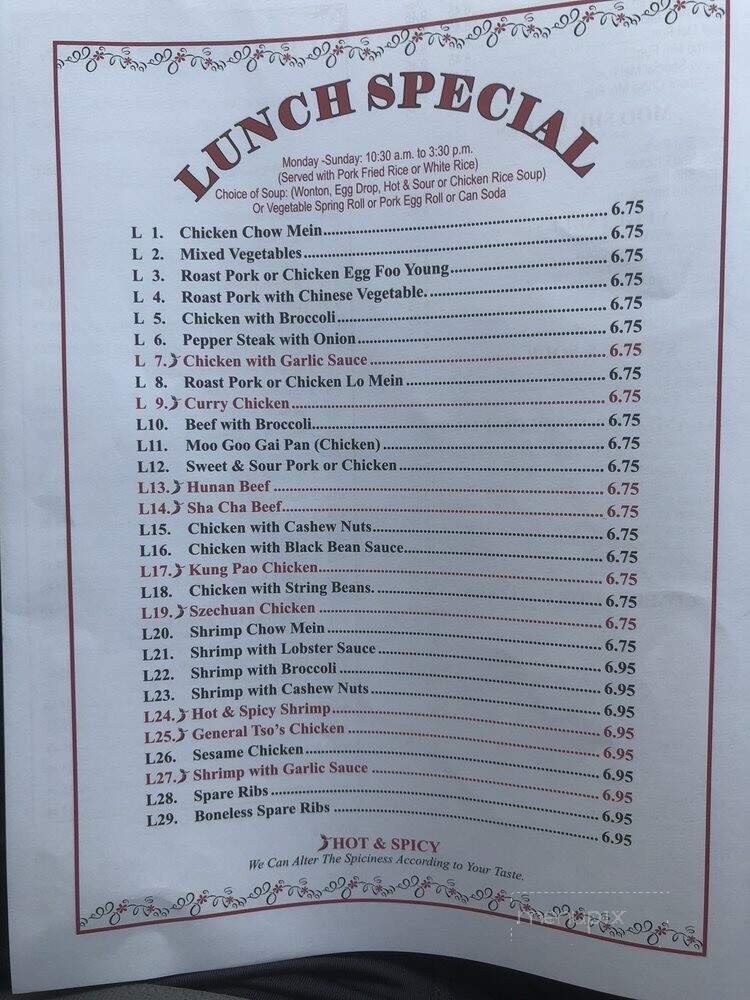 LUNCH SPECIAL
Monday -Sunday: 10:30 a.m. to 3:30 p.m.
(Served with Pork Fried Rice or White Rice)
Choice of Soup: (Wonton, Egg Drop, Hot & Sour or Chicken Rice Soup)
Or Vegetable Spring Roll or Pork Egg Roll or Can Soda
L 1. Chicken Chow Mein 6.75
L 2. Mixed Vegetables 6.75
L 3. Roast Pork or Chicken Egg Foo Young 6.75
L 4. Roast Pork with Chinese Vegetable. 6.75
L 5. Chicken with Broccoli 6.75
L 6. Pepper Steak with Onion 6.75
L 7. Chicken with Garlic Sauce 6.75
L 8. Roast Pork or Chicken Lo Mein 6.75
L 9. Curry Chicken 6.75
L10. Beef with Broccoli 6.75
L11. Moo Goo Gai Pan (Chicken) 6.75
L12. Sweet & Sour Pork or Chicken 6.75
L13. Hunan Beef 6.75
L14. Sha Cha Beef 6.75
L15. Chicken with Cashew Nuts 6.75
L16. Chicken with Black Bean Sauce 6.75
L17. Kung Pao Chicken 6.75
L18. Chicken with String Beans. 6.75
L19. Szechuan Chicken 6.75
L20. Shrimp Chow Mein 6.75
L21. Shrimp with Lobster Sauce 6.95
L22. Shrimp with Broccoli 6.95
L23. Shrimp with Cashew Nuts 6.95
L24. Hot & Spicy Shrimp 6.95
L25. General Tso's Chicken 6.95
L26. Sesame Chicken 6.95
L27. Shrimp with Garlic Sauce 6.95
L28. Spare Ribs 6.95
L29. Boneless Spare Ribs 6.95
HOT & SPICY
We Can Alter The Spiciness According to Your Taste.
menupix